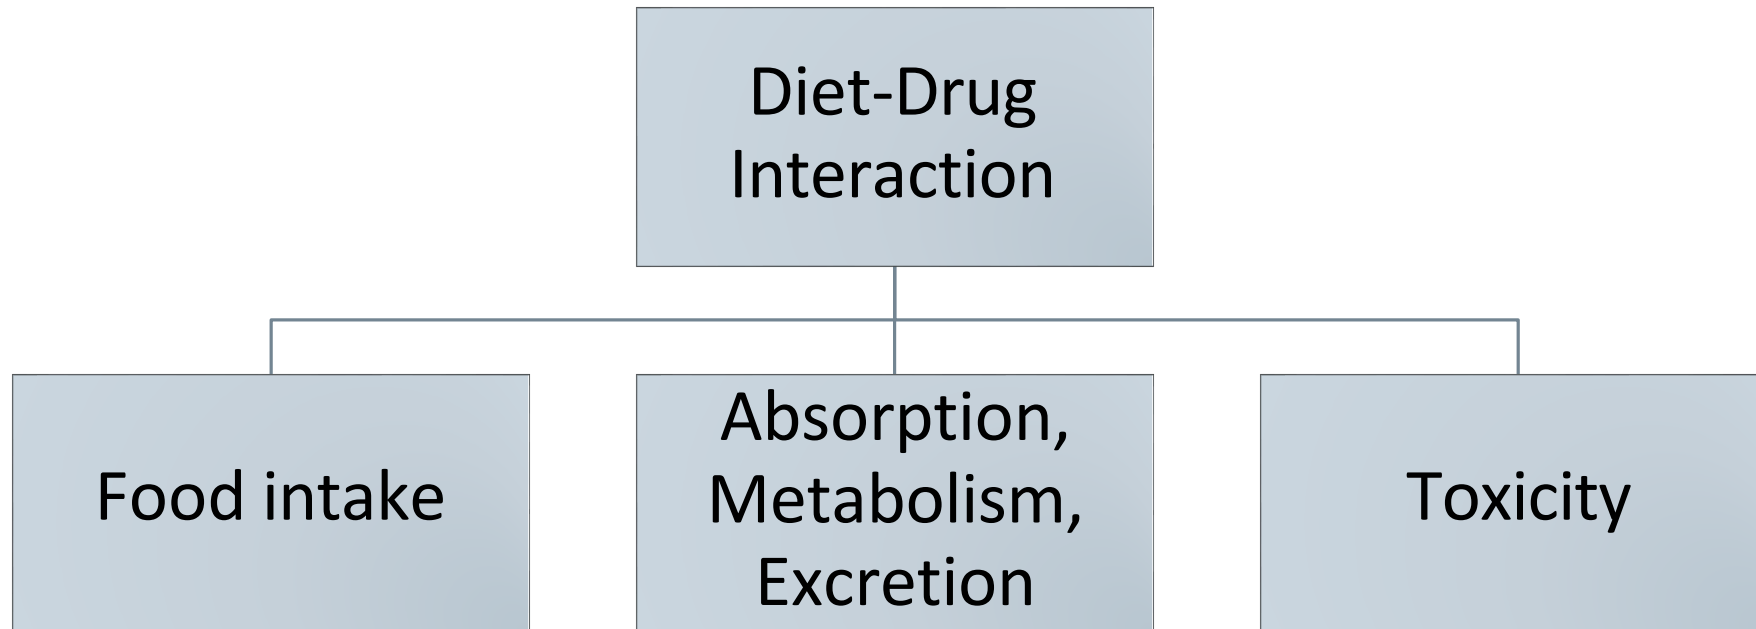 Diet-Drug
Interaction
Food intake
Absorption,
Metabolism,
Excretion
Toxicity